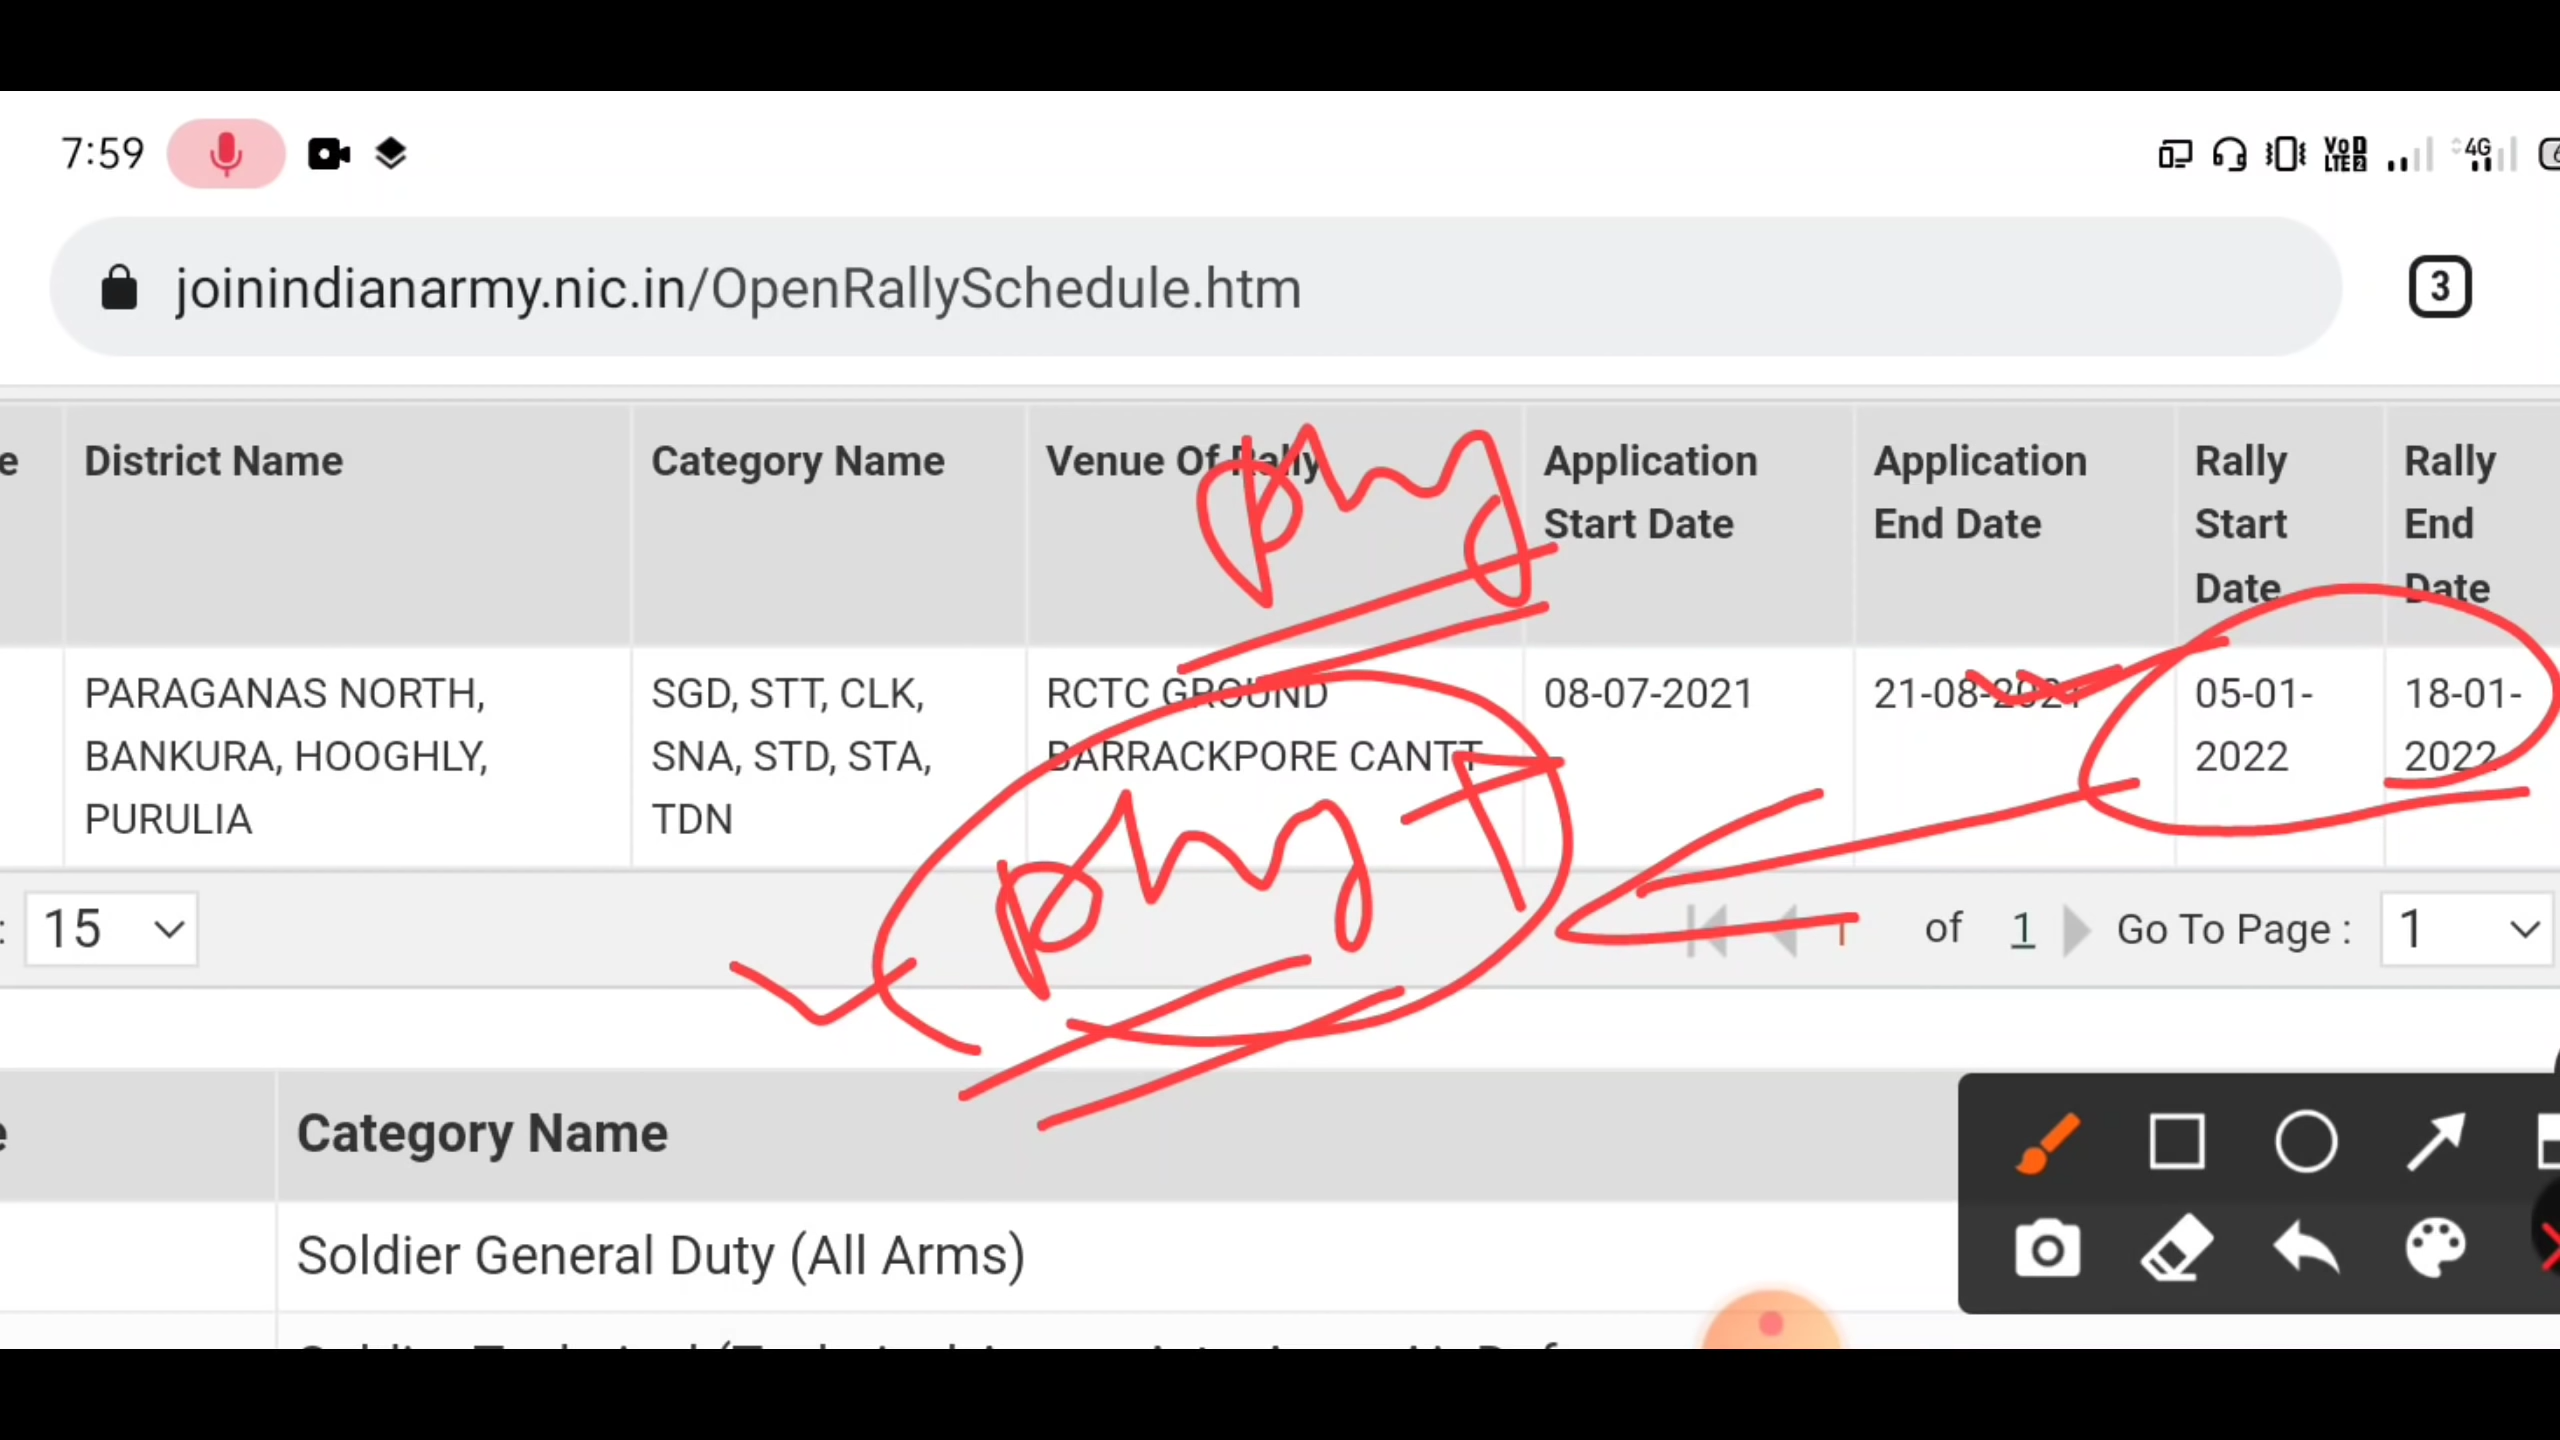 7:59
4G
joinindianarmy.nic.in/OpenRallySchedule.htm
3
e
District Name
Category Name
Venue Of Rally
Application Start Date
Application End Date
Rally Start Date
Rally End Date
phy
PARAGANAS NORTH,
BANKURA, HOOGHLY,
PURULIA
SGD, STT, CLK,
SNA, STD, STA,
TDN
RCTC GROUND
BARRACKPORE CANTT
08-07-2021
21-08-2021
05-01-
2022
18-01-
2022
phy
: 15
of 1 Go To Page : 1
e
Category Name
Soldier General Duty (All Arms)